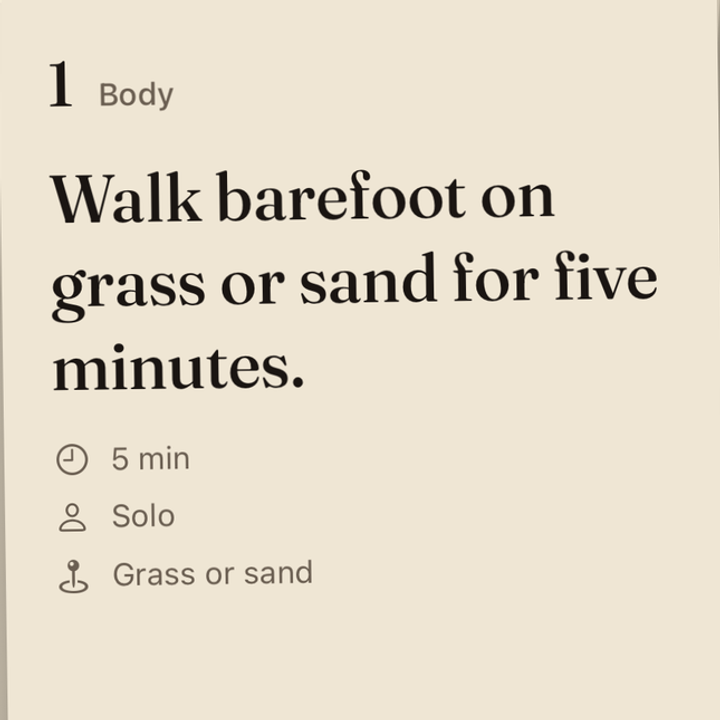 1 Body
Walk barefoot on
grass or sand for five
minutes.
5 min
Solo
Grass or sand